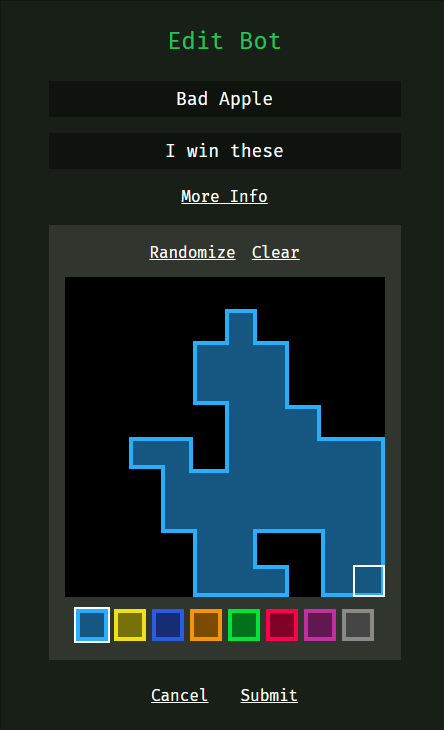 Edit Bot
Bad Apple
I win these
More Info
Randomize Clear
Cancel Submit